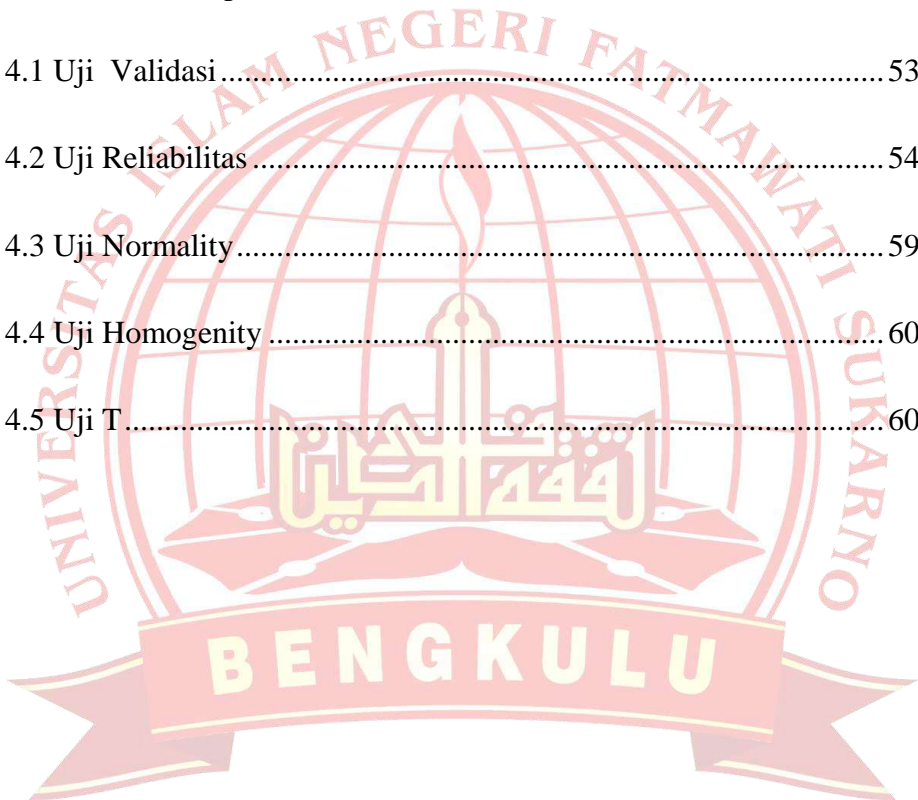 4.1 Uji Validasi........................................................................................53
4.2 Uji Reliabilitas....................................................................................54
4.3 Uji Normality......................................................................................59
4.4 Uji Homogenity..................................................................................60
4.5 Uji T....................................................................................................60
UNIVERSITAS ISLAM NEGERI FATMAWATI SUKARNO
BENGKULU